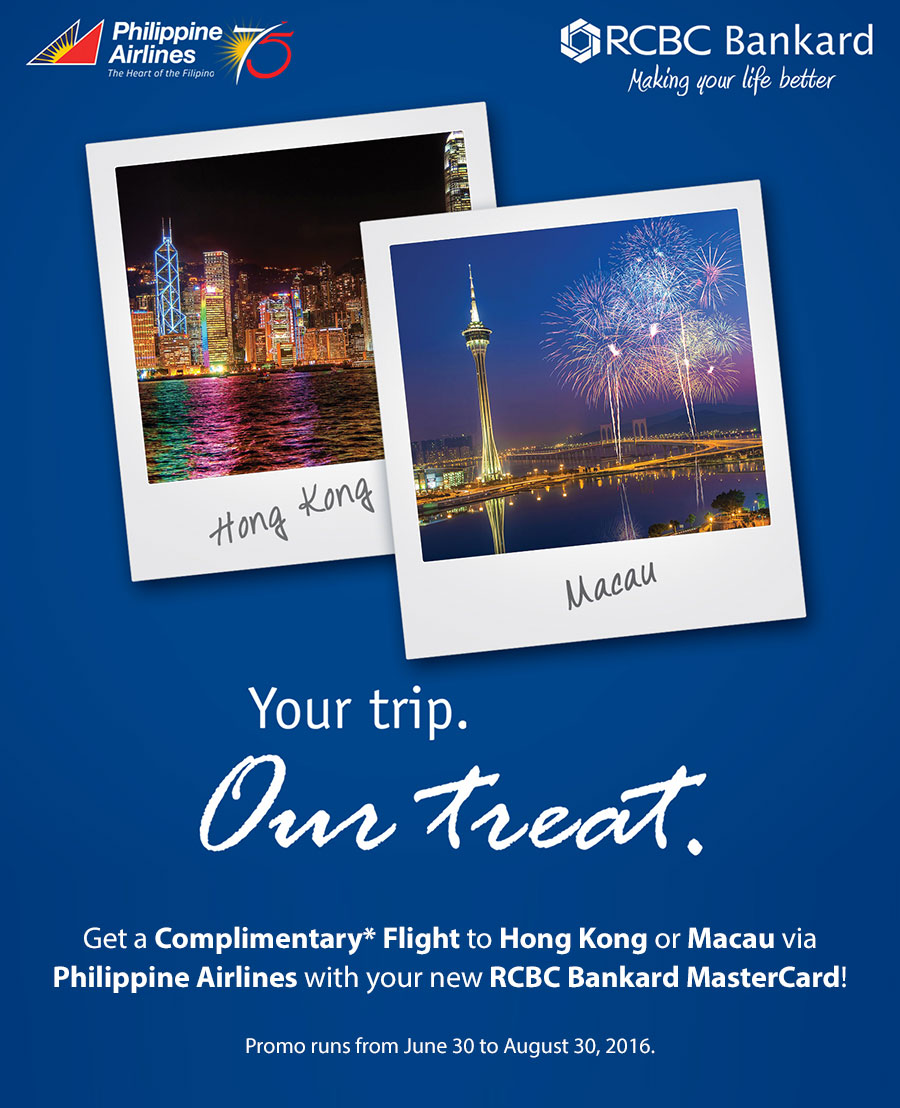 Philippine
Airlines
The Heart of the Filipino
75
RCBC Bankard
Making your life better
Hong Kong
Macau
Your trip.
Our treat.
Get a Complimentary* Flight to Hong Kong or Macau via
Philippine Airlines with your new RCBC Bankard MasterCard!
Promo runs from June 30 to August 30, 2016.